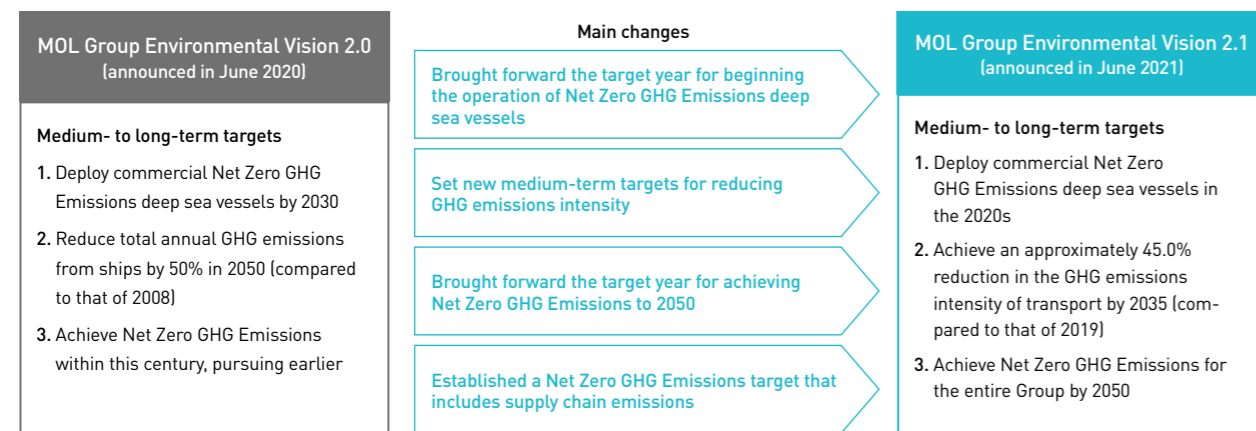 MOL Group Environmental Vision 2.0
(announced in June 2020)
Medium- to long-term targets
1. Deploy commercial Net Zero GHG
Emissions deep sea vessels by 2030
2. Reduce total annual GHG emissions
from ships by 50% in 2050 (compared
to that of 2008)
3. Achieve Net Zero GHG Emissions
within this century, pursuing earlier
Main changes
Brought forward the target year for beginning
the operation of Net Zero GHG Emissions deep
sea vessels
Set new medium-term targets for reducing
GHG emissions intensity
Brought forward the target year for achieving
Net Zero GHG Emissions to 2050
Established a Net Zero GHG Emissions target that
includes supply chain emissions
MOL Group Environmental Vision 2.1
(announced in June 2021)
Medium- to long-term targets
1. Deploy commercial Net Zero
GHG Emissions deep sea vessels in
the 2020s
2. Achieve an approximately 45.0%
reduction in the GHG emissions
intensity of transport by 2035 (com-
pared to that of 2019)
3. Achieve Net Zero GHG Emissions for
the entire Group by 2050